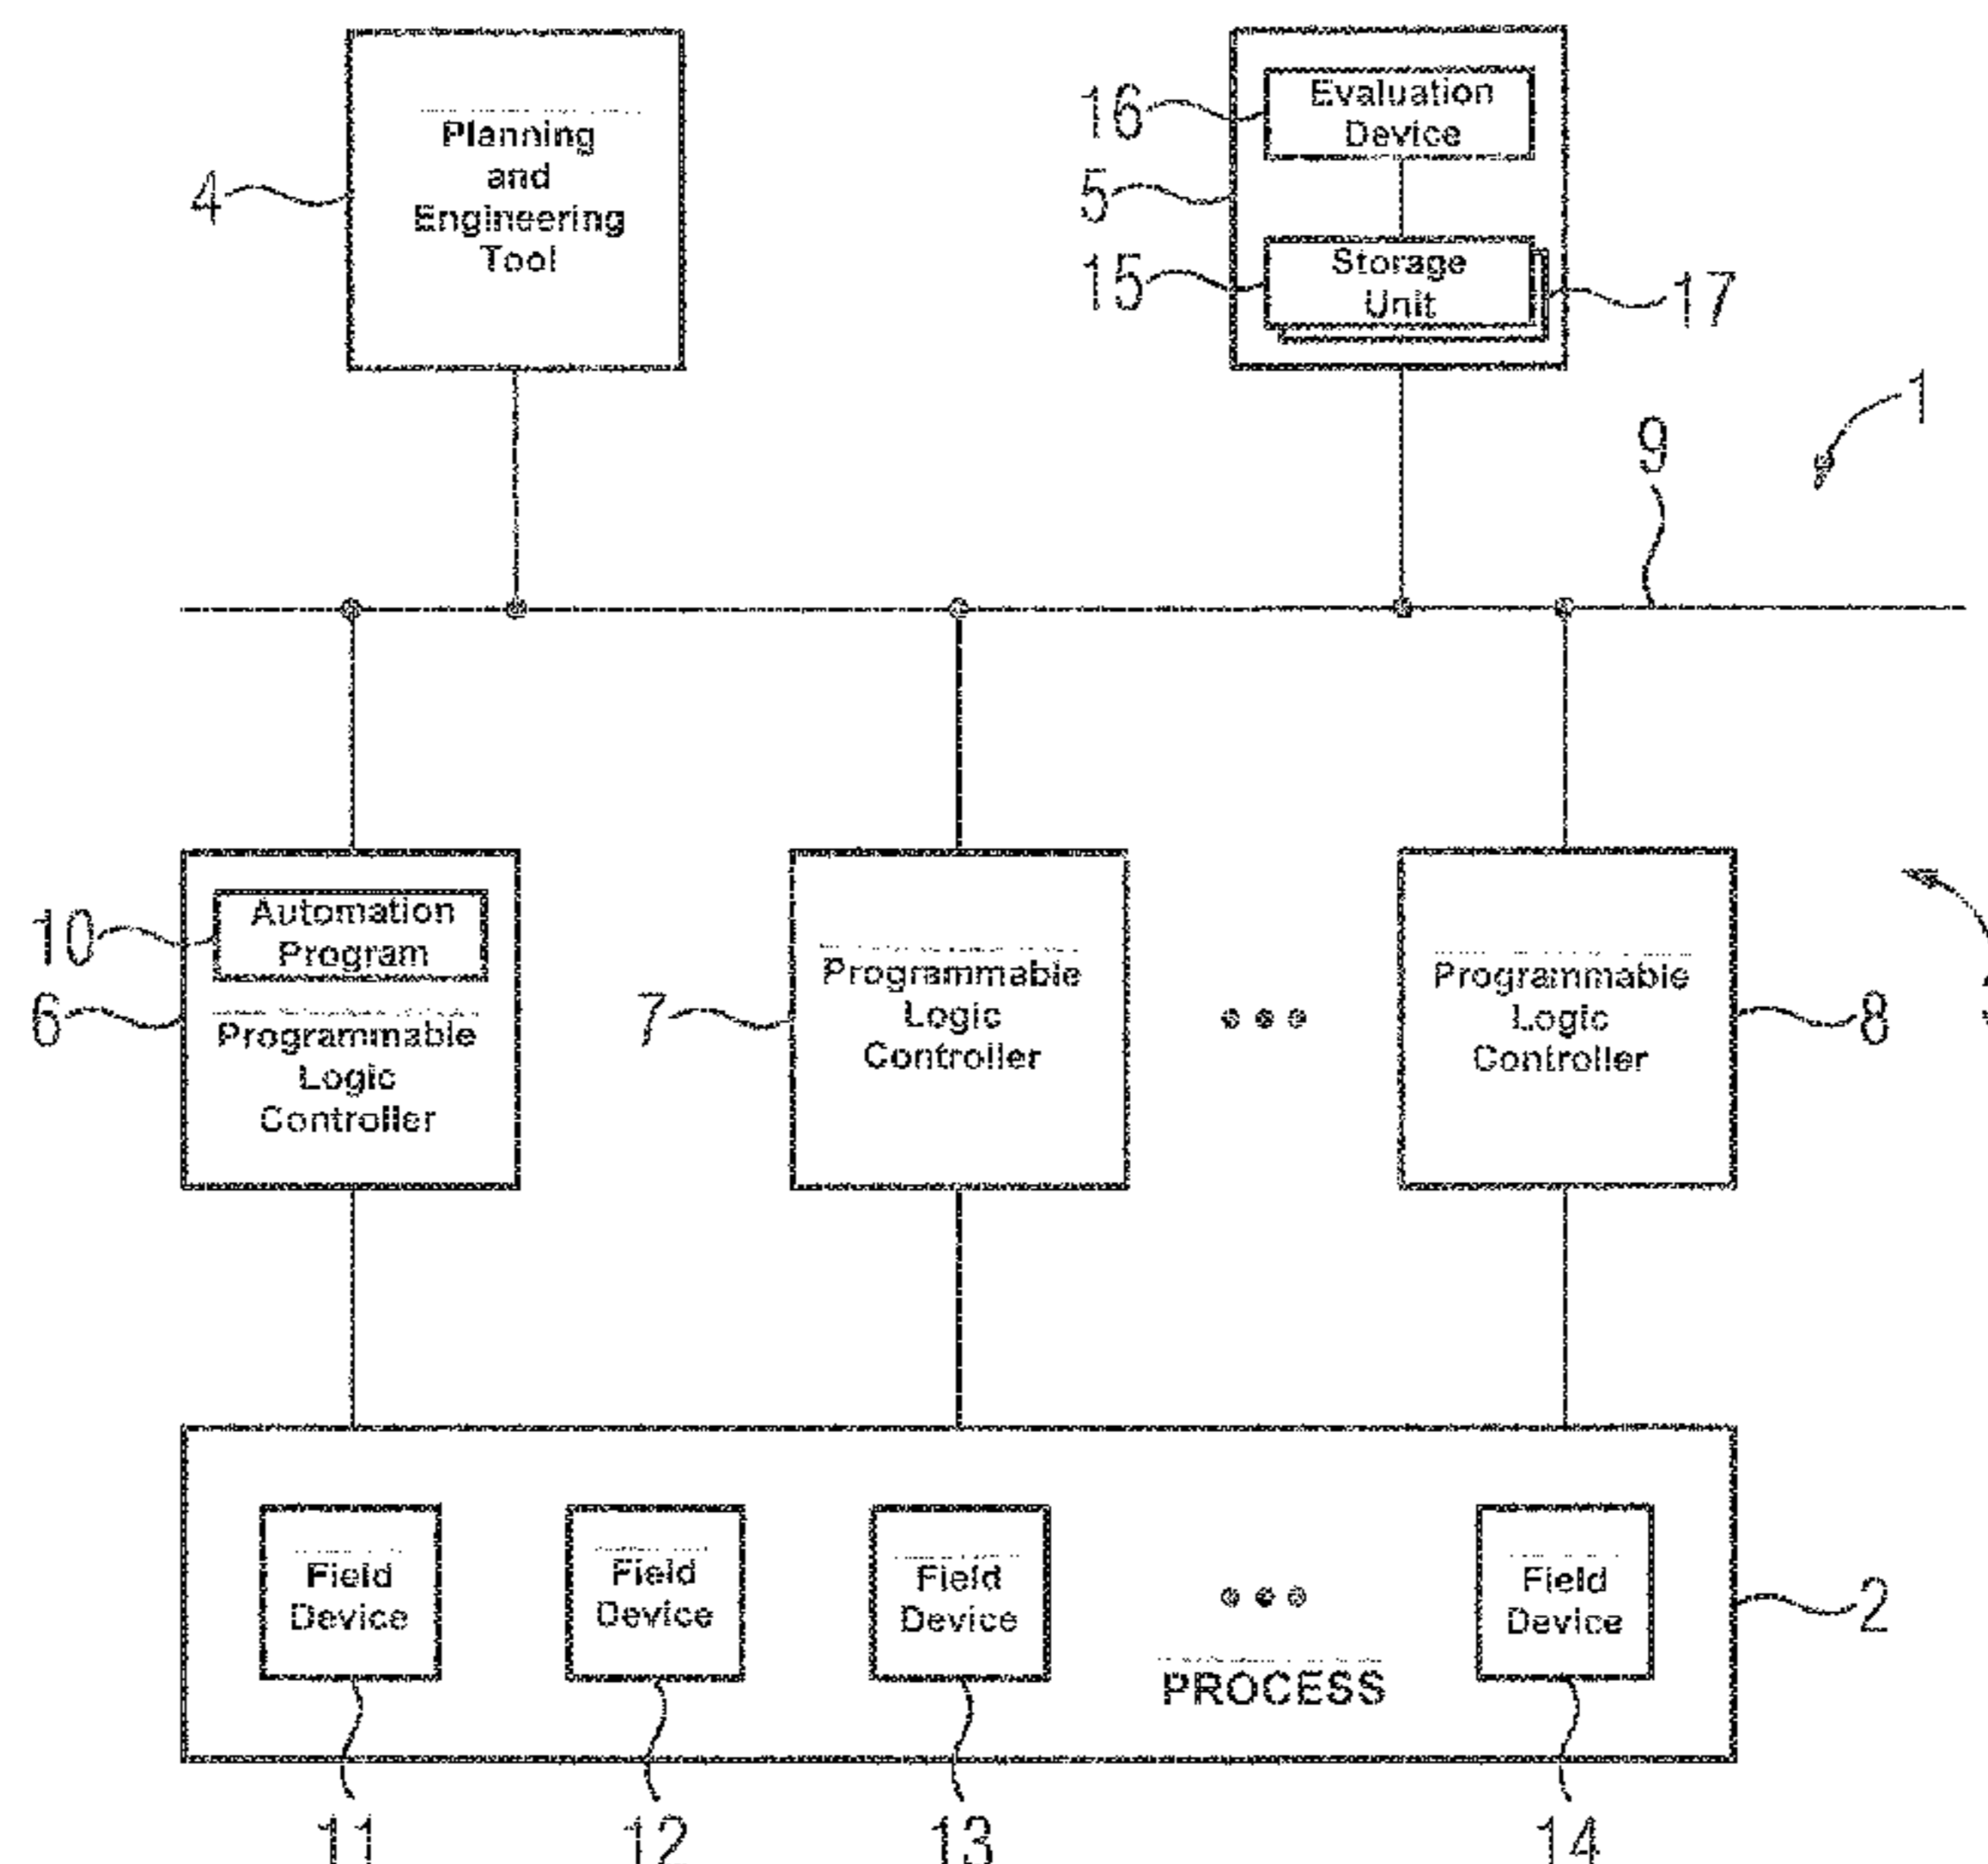 Planning
and
Engineering
Tool
4
16
Evaluation
Device
5
15
Storage
Unit
17
1
9
10
Automation
Program
6
Programmable
Logic
Controller
7
Programmable
Logic
Controller
Programmable
Logic
Controller
8
Field
Device
Field
Device
Field
Device
PROCESS
Field
Device
2
11
12
13
14